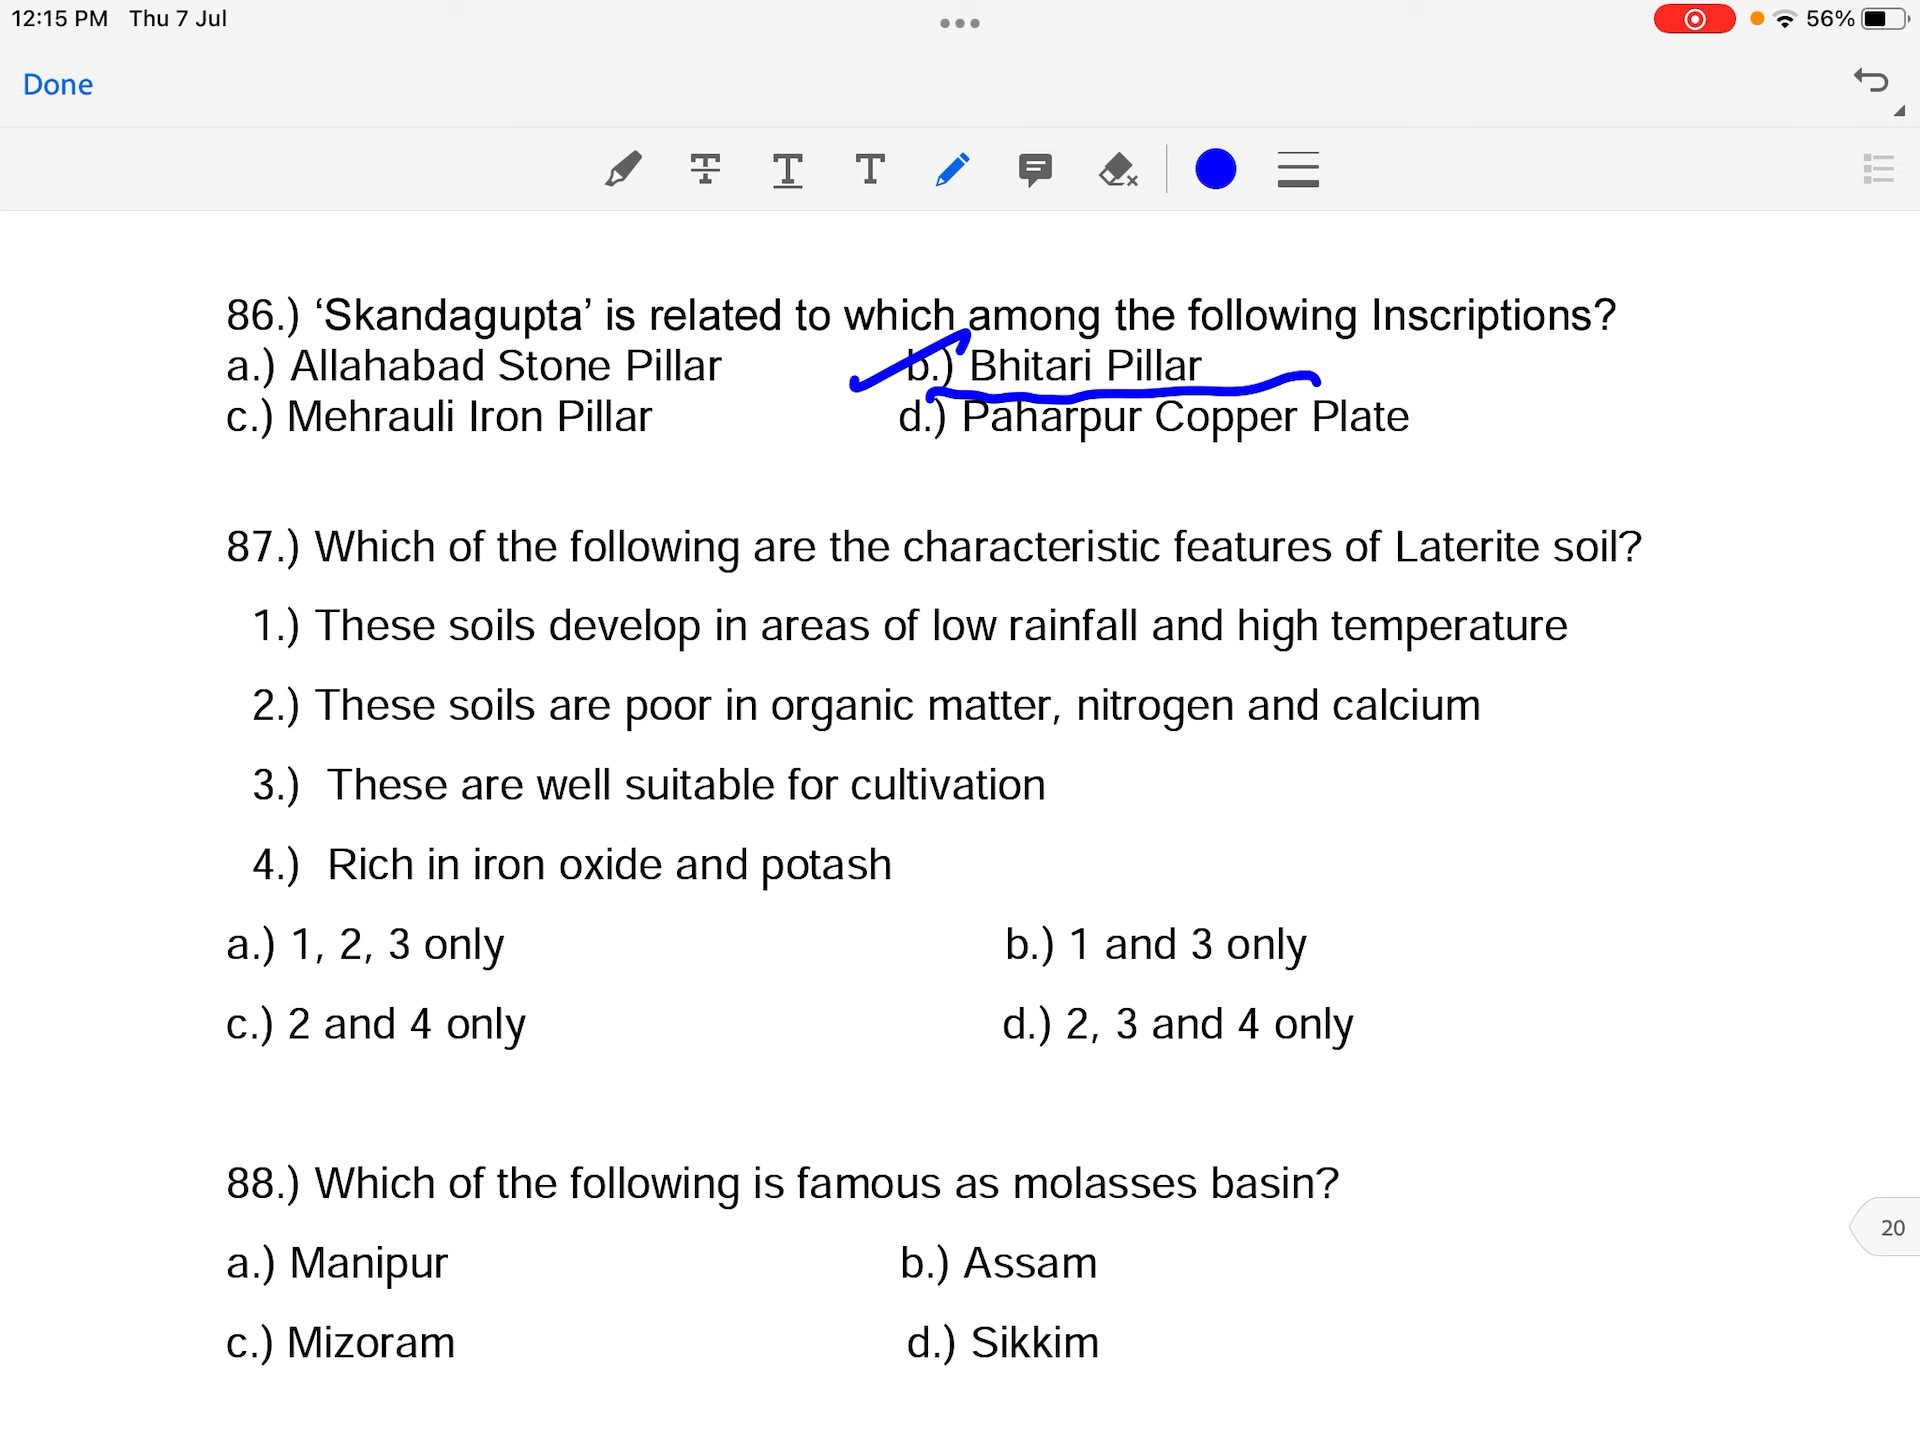 12:15 PM Thu 7 Jul 56%
Done
86.) ‘Skandagupta’ is related to which among the following Inscriptions?
a.) Allahabad Stone Pillar b.) Bhitari Pillar
c.) Mehrauli Iron Pillar d.) Paharpur Copper Plate
87.) Which of the following are the characteristic features of Laterite soil?
1.) These soils develop in areas of low rainfall and high temperature
2.) These soils are poor in organic matter, nitrogen and calcium
3.) These are well suitable for cultivation
4.) Rich in iron oxide and potash
a.) 1, 2, 3 only b.) 1 and 3 only
c.) 2 and 4 only d.) 2, 3 and 4 only
88.) Which of the following is famous as molasses basin?
20
a.) Manipur b.) Assam
c.) Mizoram d.) Sikkim